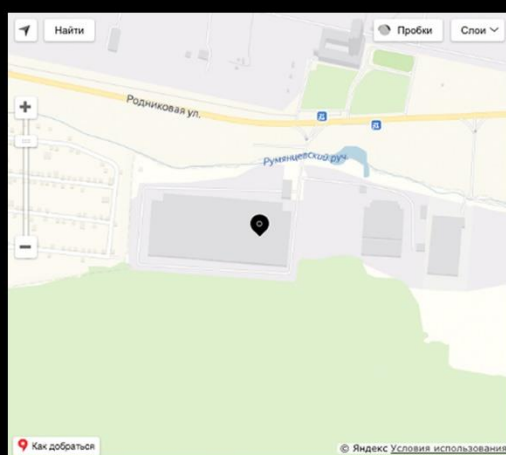 Найти
Пробки
Слои
Родниковая ул.
Румянцевский руч.
Как добраться
© Яндекс Условия использования